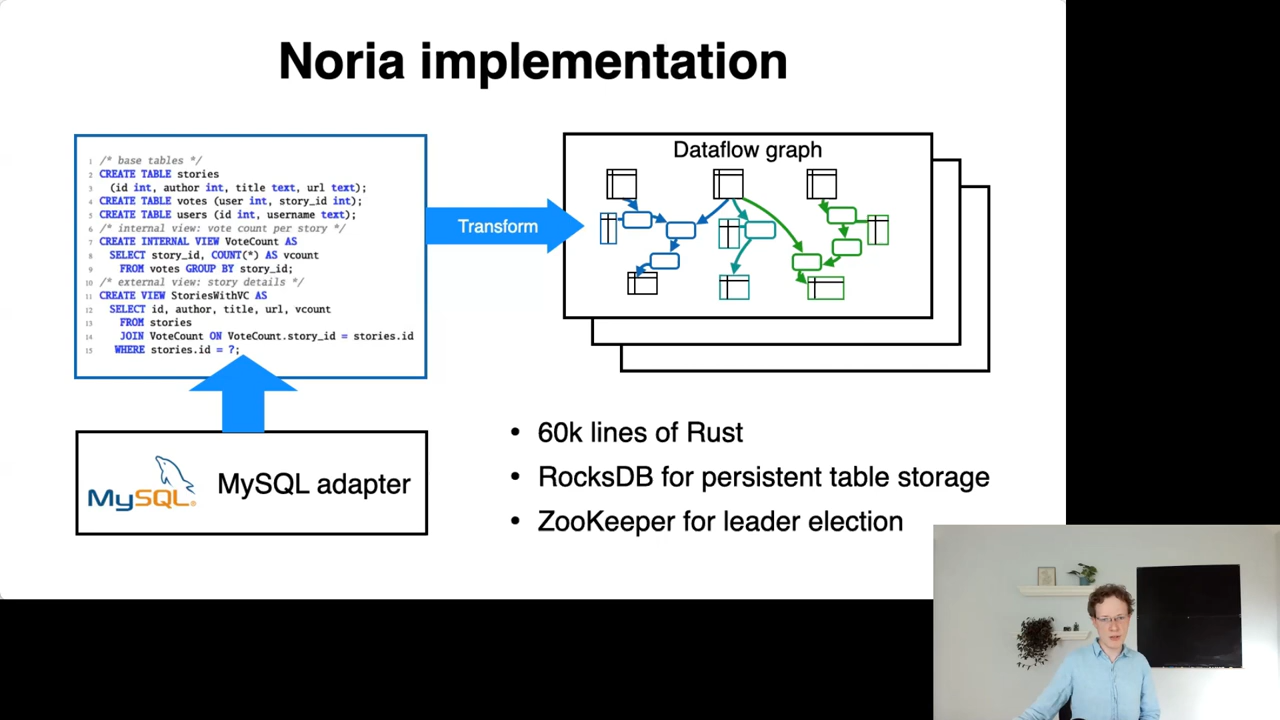 Noria implementation
1 /* base tables */
2 CREATE TABLE stories
3 (id int, author int, title text, url text);
4 CREATE TABLE votes (user int, story_id int);
5 CREATE TABLE users (id int, username text);
6 /* internal view: vote count per story */
7 CREATE INTERNAL VIEW VoteCount AS
8 SELECT story_id, COUNT(*) AS vcount
9 FROM votes GROUP BY story_id;
10 /* external view: story details */
11 CREATE VIEW StoriesWithVC AS
12 SELECT id, author, title, url, vcount
13 FROM stories
14 JOIN VoteCount ON VoteCount.story_id = stories.id
15 WHERE stories.id = ?;
Transform
Dataflow graph
MySQL®
MySQL adapter
• 60k lines of Rust
• RocksDB for persistent table storage
• ZooKeeper for leader election